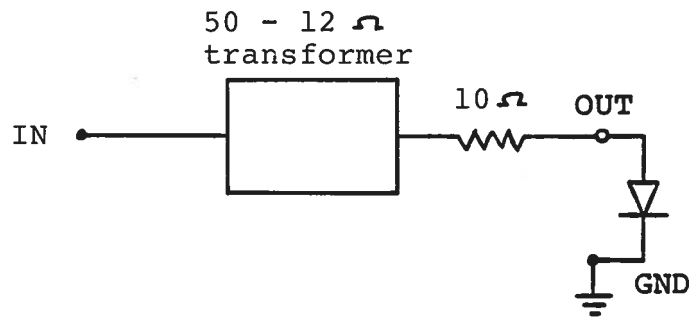 50 - 12 Ω
transformer
10 Ω
OUT
IN
GND